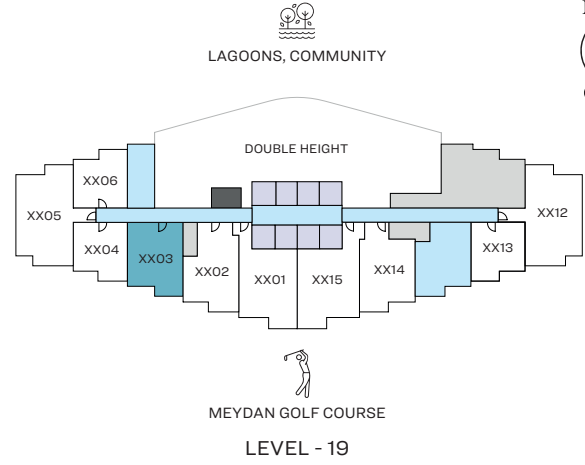 LAGOONS, COMMUNITY
DOUBLE HEIGHT
XX06
XX05
XX12
XX04
XX03
XX02
XX01
XX15
XX14
XX13
MEYDAN GOLF COURSE
LEVEL - 19